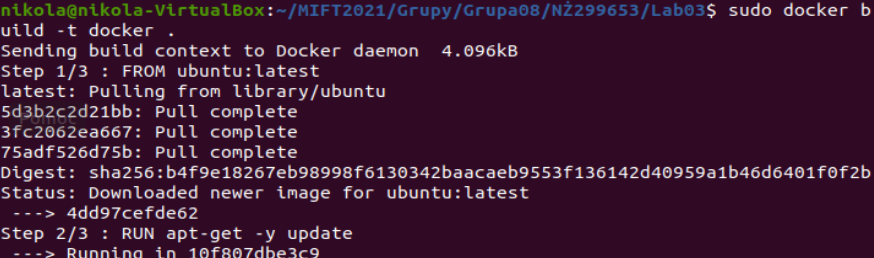 nikola@nikola-VirtualBox:~/MIFT2021/Grupy/Grupa08/NŻ299653/Lab03$ sudo docker b
uild -t docker .
Sending build context to Docker daemon  4.096kB
Step 1/3 : FROM ubuntu:latest
latest: Pulling from library/ubuntu
5d3b2c2d21bb: Pull complete
Pomoc
3fc2062ea667: Pull complete
75adf526d75b: Pull complete
Digest: sha256:b4f9e18267eb98998f6130342baacaeb9553f136142d40959a1b46d6401f0f2b
Status: Downloaded newer image for ubuntu:latest
 ---> 4dd97cefde62
Step 2/3 : RUN apt-get -y update
 ---> Running in 10f807dbe3c9